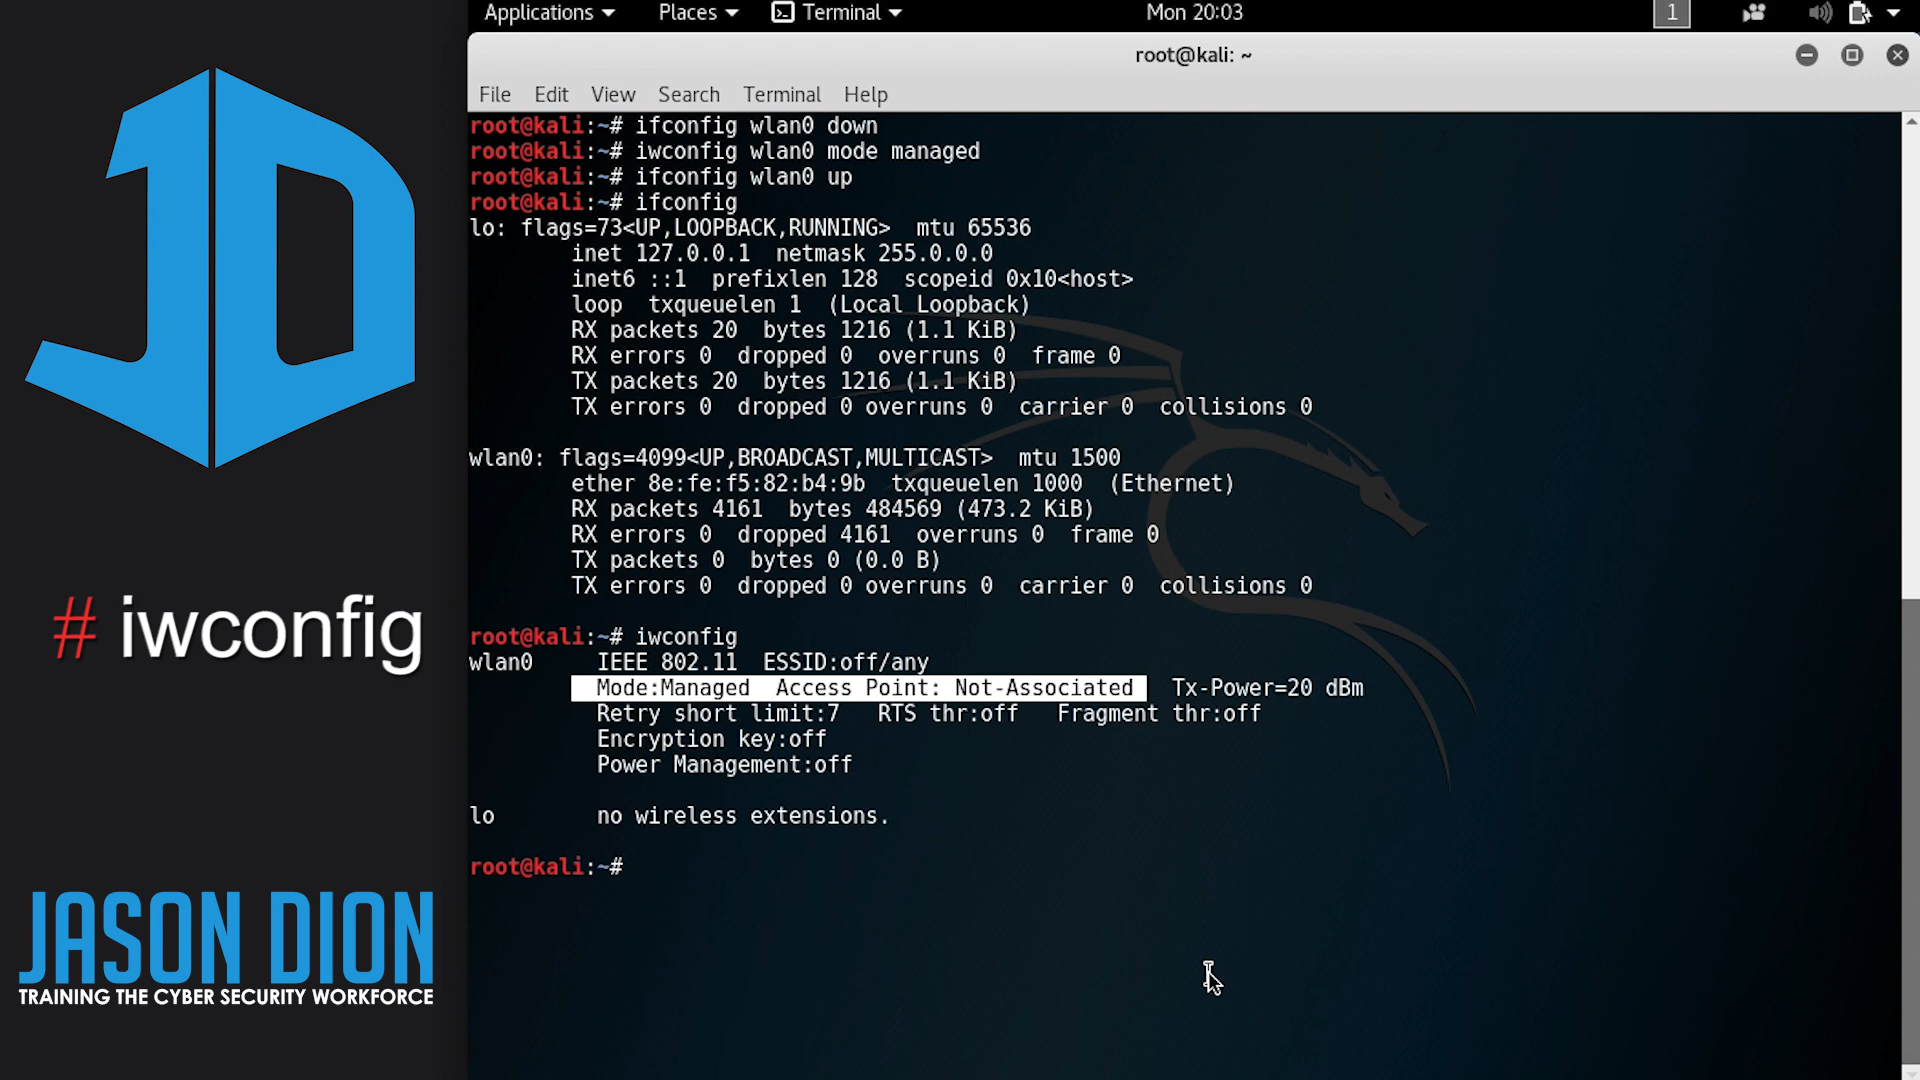 Applications Places Terminal Mon 20:03 1
root@kali: ~
File Edit View Search Terminal Help
root@kali:~# ifconfig wlan0 down
root@kali:~# iwconfig wlan0 mode managed
root@kali:~# ifconfig wlan0 up
root@kali:~# ifconfig
lo: flags=73<UP,LOOPBACK,RUNNING>  mtu 65536
        inet 127.0.0.1  netmask 255.0.0.0
        inet6 ::1  prefixlen 128  scopeid 0x10<host>
        loop  txqueuelen 1  (Local Loopback)
        RX packets 20  bytes 1216 (1.1 KiB)
        RX errors 0  dropped 0  overruns 0  frame 0
        TX packets 20  bytes 1216 (1.1 KiB)
        TX errors 0  dropped 0 overruns 0  carrier 0  collisions 0
wlan0: flags=4099<UP,BROADCAST,MULTICAST>  mtu 1500
        ether 8e:fe:f5:82:b4:9b  txqueuelen 1000  (Ethernet)
        RX packets 4161  bytes 484569 (473.2 KiB)
        RX errors 0  dropped 4161  overruns 0  frame 0
        TX packets 0  bytes 0 (0.0 B)
        TX errors 0  dropped 0 overruns 0  carrier 0  collisions 0
root@kali:~# iwconfig
wlan0     IEEE 802.11  ESSID:off/any
          Mode:Managed  Access Point: Not-Associated   Tx-Power=20 dBm
          Retry short limit:7   RTS thr:off   Fragment thr:off
          Encryption key:off
          Power Management:off
lo        no wireless extensions.
root@kali:~#
JD
# iwconfig
JASON DION
TRAINING THE CYBER SECURITY WORKFORCE